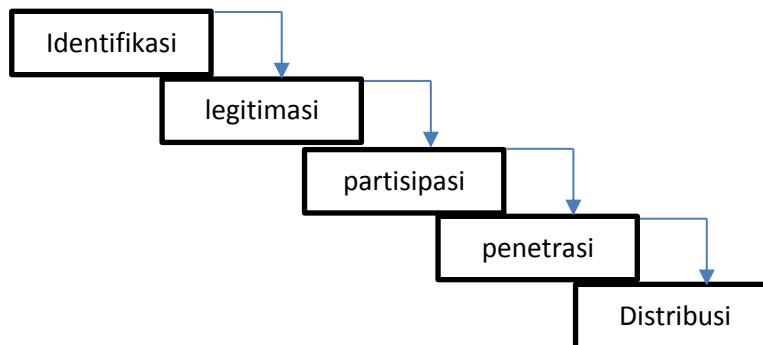 Identifikasi
legitimasi
partisipasi
penetrasi
Distribusi